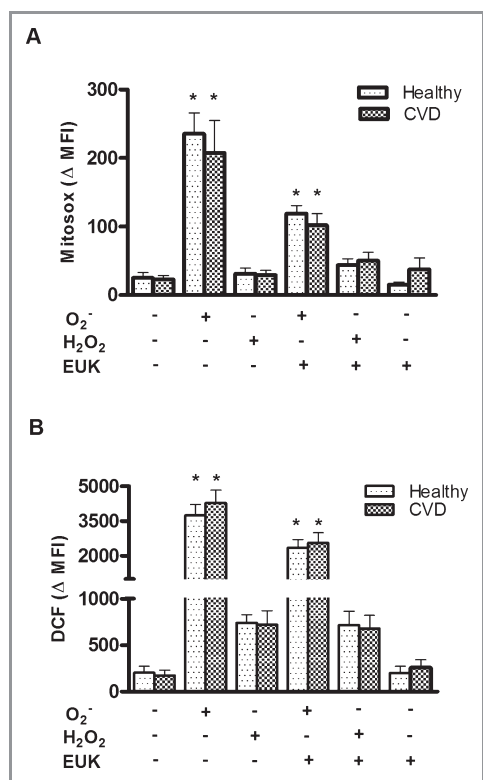 A
Healthy
CVD
* * * *
Mitosox (Δ MFI)
300
200
100
0
O₂⁻ - + - + - -
H₂O₂ - - + - + -
EUK - - - + + +
B
Healthy
CVD
* * * *
DCF (Δ MFI)
5000
3500
2000
1000
500
0
O₂⁻ - + - + - -
H₂O₂ - - + - + -
EUK - - - + + +